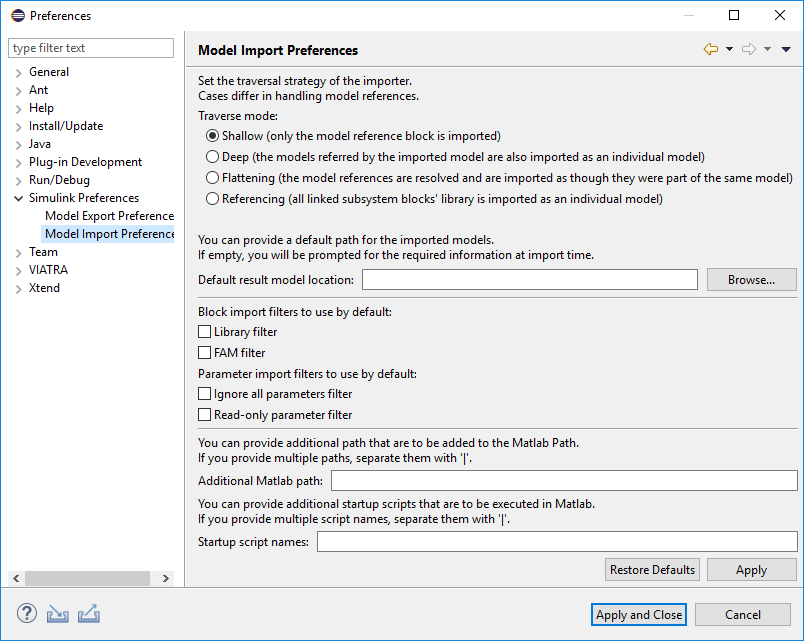 Preferences
type filter text
General
Ant
Help
Install/Update
Java
Plug-in Development
Run/Debug
Simulink Preferences
Model Export Preference
Model Import Preference
Team
VIATRA
Xtend
Model Import Preferences
Set the traversal strategy of the importer.
Cases differ in handling model references.
Traverse mode:
Shallow (only the model reference block is imported)
Deep (the models referred by the imported model are also imported as an individual model)
Flattening (the model references are resolved and are imported as though they were part of the same model)
Referencing (all linked subsystem blocks' library is imported as an individual model)
You can provide a default path for the imported models.
If empty, you will be prompted for the required information at import time.
Default result model location:
Browse...
Block import filters to use by default:
Library filter
FAM filter
Parameter import filters to use by default:
Ignore all parameters filter
Read-only parameter filter
You can provide additional path that are to be added to the Matlab Path.
If you provide multiple paths, separate them with '|'.
Additional Matlab path:
You can provide additional startup scripts that are to be executed in Matlab.
If you provide multiple script names, separate them with '|'.
Startup script names:
Restore Defaults
Apply
?
Apply and Close
Cancel